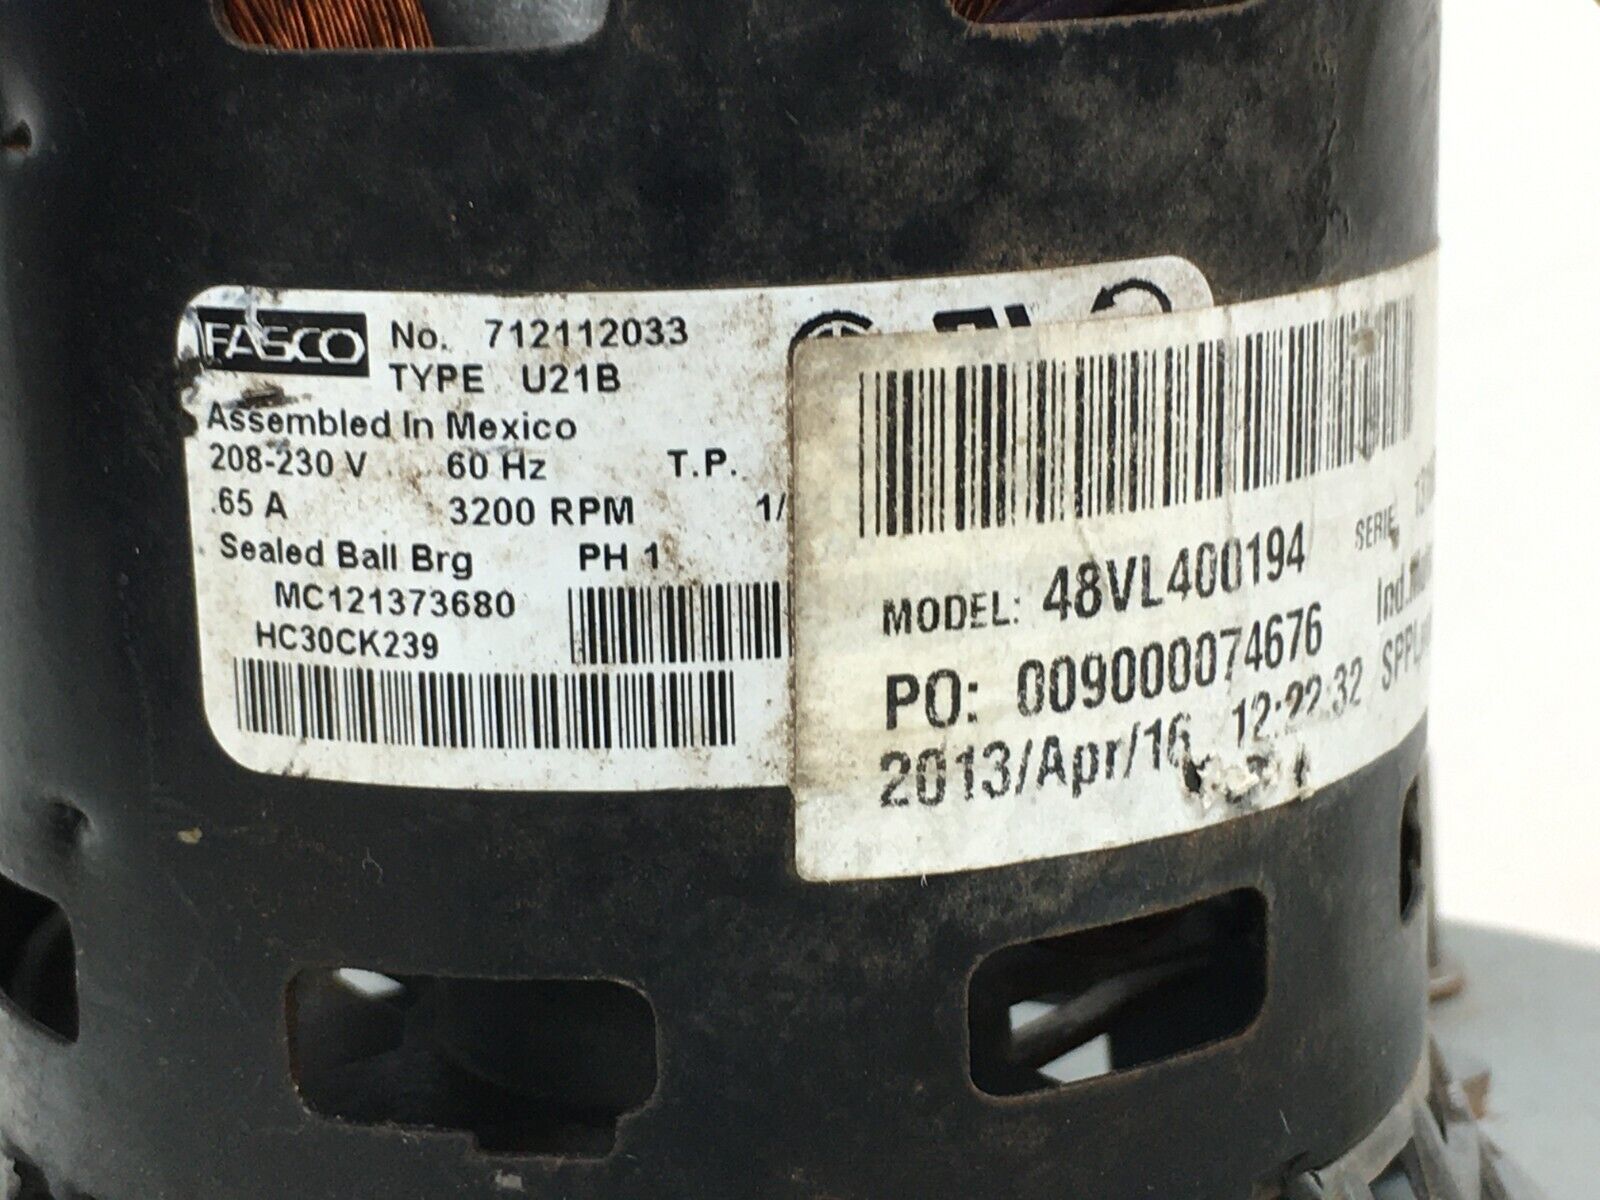 FASCO
No. 712112033
TYPE U21B
Assembled In Mexico
208-230 V 60 Hz T.P.
.65 A 3200 RPM 1/
Sealed Ball Brg PH 1
MC121373680
HC30CK239
MODEL: 48VL400194
PO: 009000074676
2013/Apr/16 12:22:32